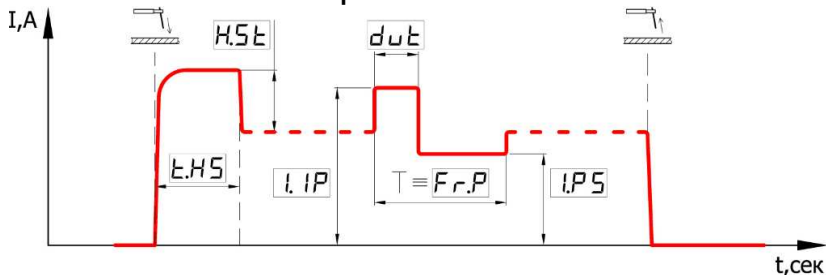 I,A
H.St
dut
t.HS
I.IP
T ≡ Fr.P
I.PS
t,сек